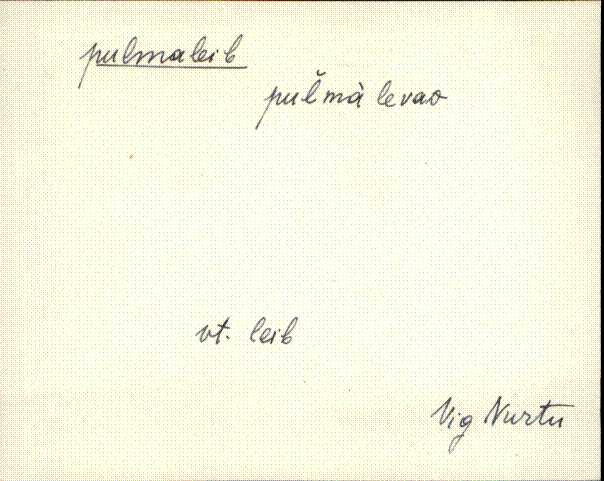 pulmaleib
pul̆mà levao
vt. leib
Vig Nurtu